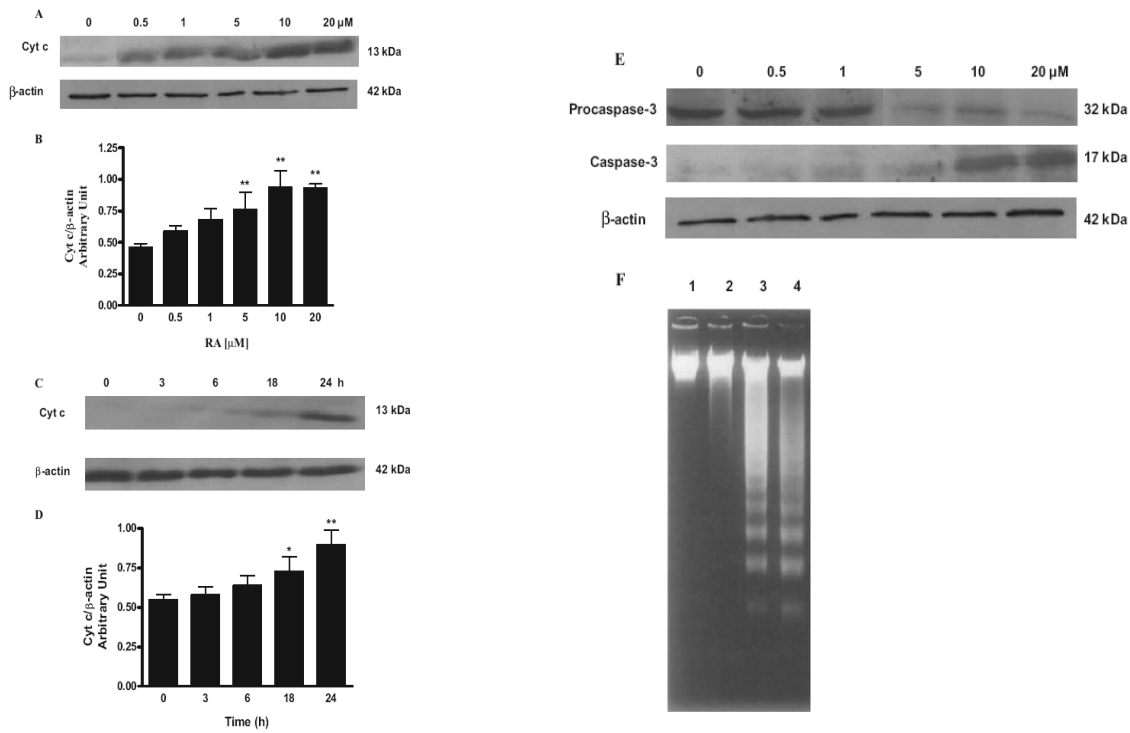 A
0 0.5 1 5 10 20 µM
Cyt c 13 kDa
β-actin 42 kDa
B
1.25
1.00
0.75
0.50
0.25
0.00
Cyt c/β-actin
Arbitrary Unit
** ** **
0 0.5 1 5 10 20
RA [µM]
C
0 3 6 18 24 h
Cyt c 13 kDa
β-actin 42 kDa
D
1.00
0.75
0.50
0.25
0.00
Cyt c/β-actin
Arbitrary Unit
* **
0 3 6 18 24
Time (h)
E
0 0.5 1 5 10 20 µM
Procaspase-3 32 kDa
Caspase-3 17 kDa
β-actin 42 kDa
F
1 2 3 4